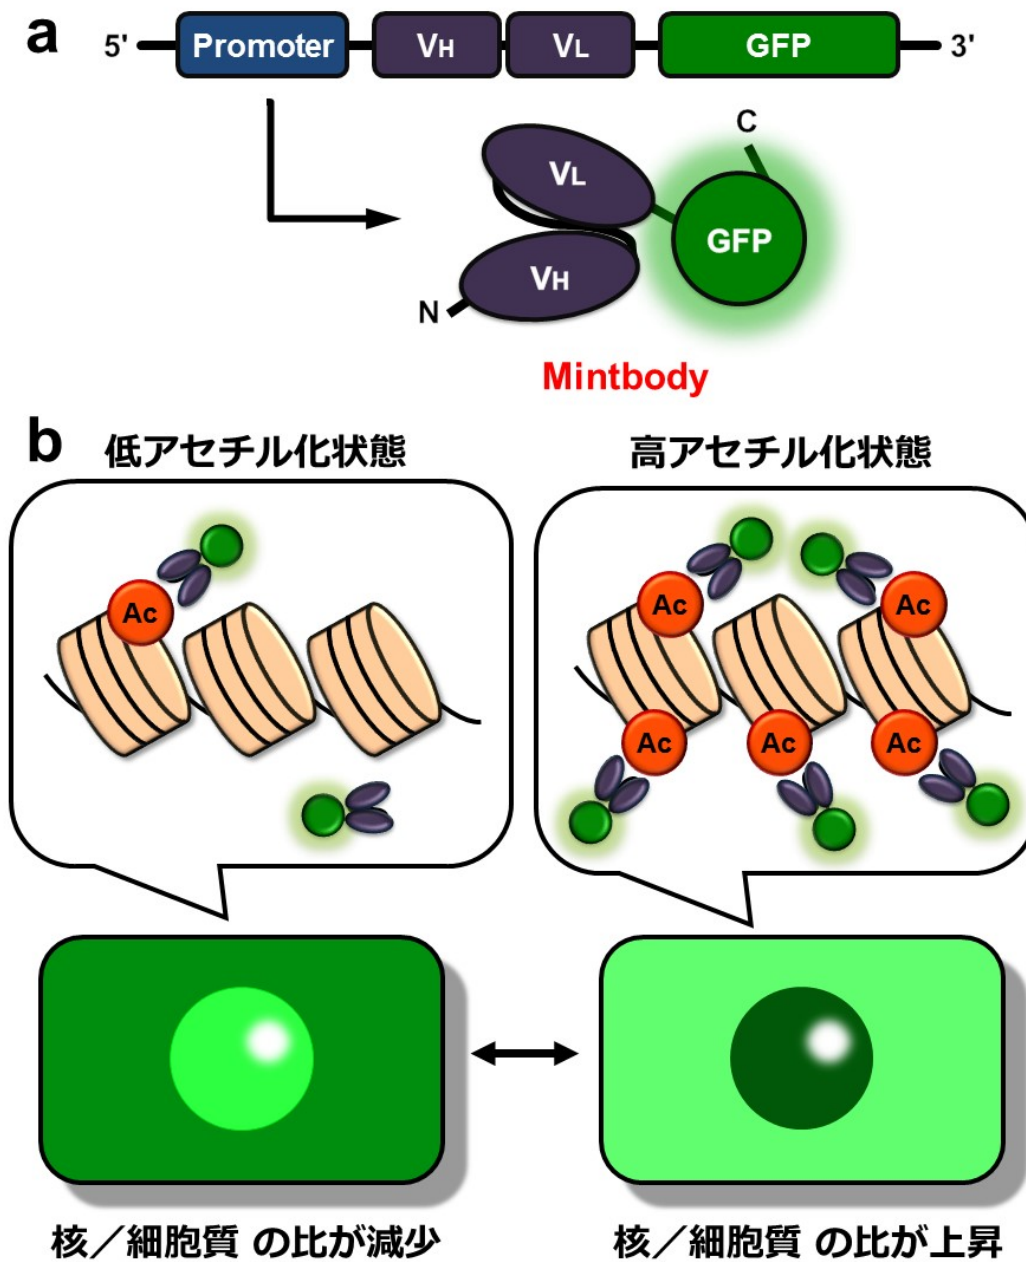 a
5' Promoter VH VL GFP 3'
C
VL
GFP
VH
N
Mintbody
b
低アセチル化状態 高アセチル化状態
Ac
Ac Ac
Ac Ac Ac
核／細胞質 の比が減少 核／細胞質 の比が上昇